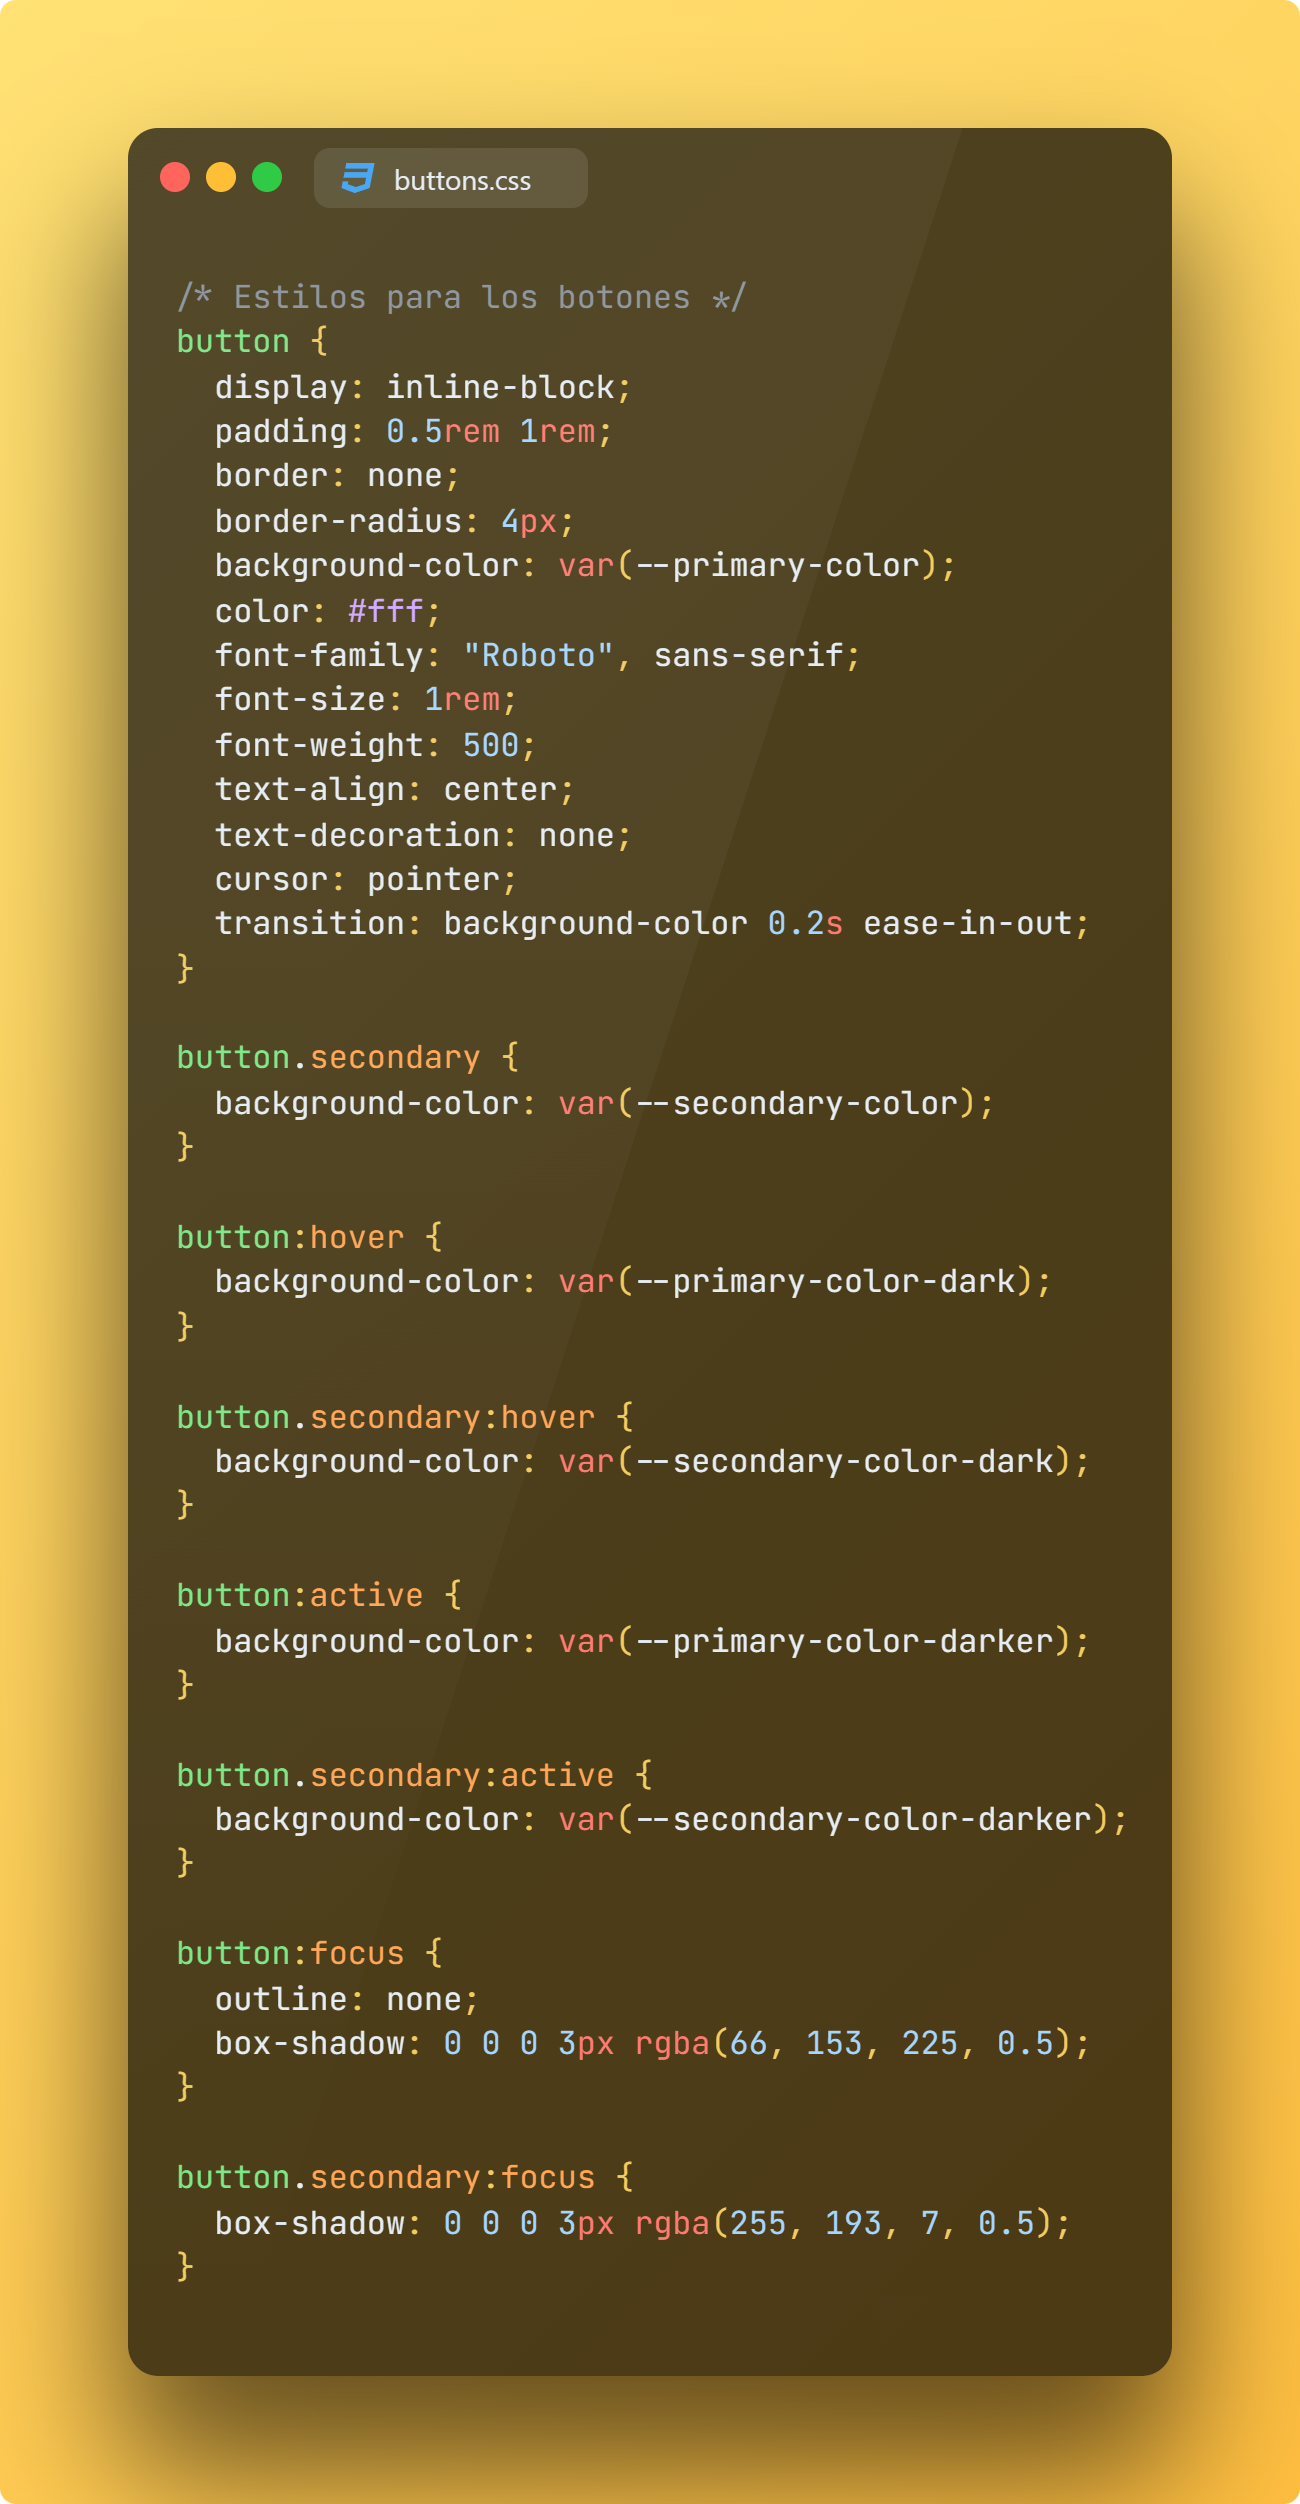 buttons.css
/* Estilos para los botones */
button {
  display: inline-block;
  padding: 0.5rem 1rem;
  border: none;
  border-radius: 4px;
  background-color: var(--primary-color);
  color: #fff;
  font-family: "Roboto", sans-serif;
  font-size: 1rem;
  font-weight: 500;
  text-align: center;
  text-decoration: none;
  cursor: pointer;
  transition: background-color 0.2s ease-in-out;
}

button.secondary {
  background-color: var(--secondary-color);
}

button:hover {
  background-color: var(--primary-color-dark);
}

button.secondary:hover {
  background-color: var(--secondary-color-dark);
}

button:active {
  background-color: var(--primary-color-darker);
}

button.secondary:active {
  background-color: var(--secondary-color-darker);
}

button:focus {
  outline: none;
  box-shadow: 0 0 0 3px rgba(66, 153, 225, 0.5);
}

button.secondary:focus {
  box-shadow: 0 0 0 3px rgba(255, 193, 7, 0.5);
}